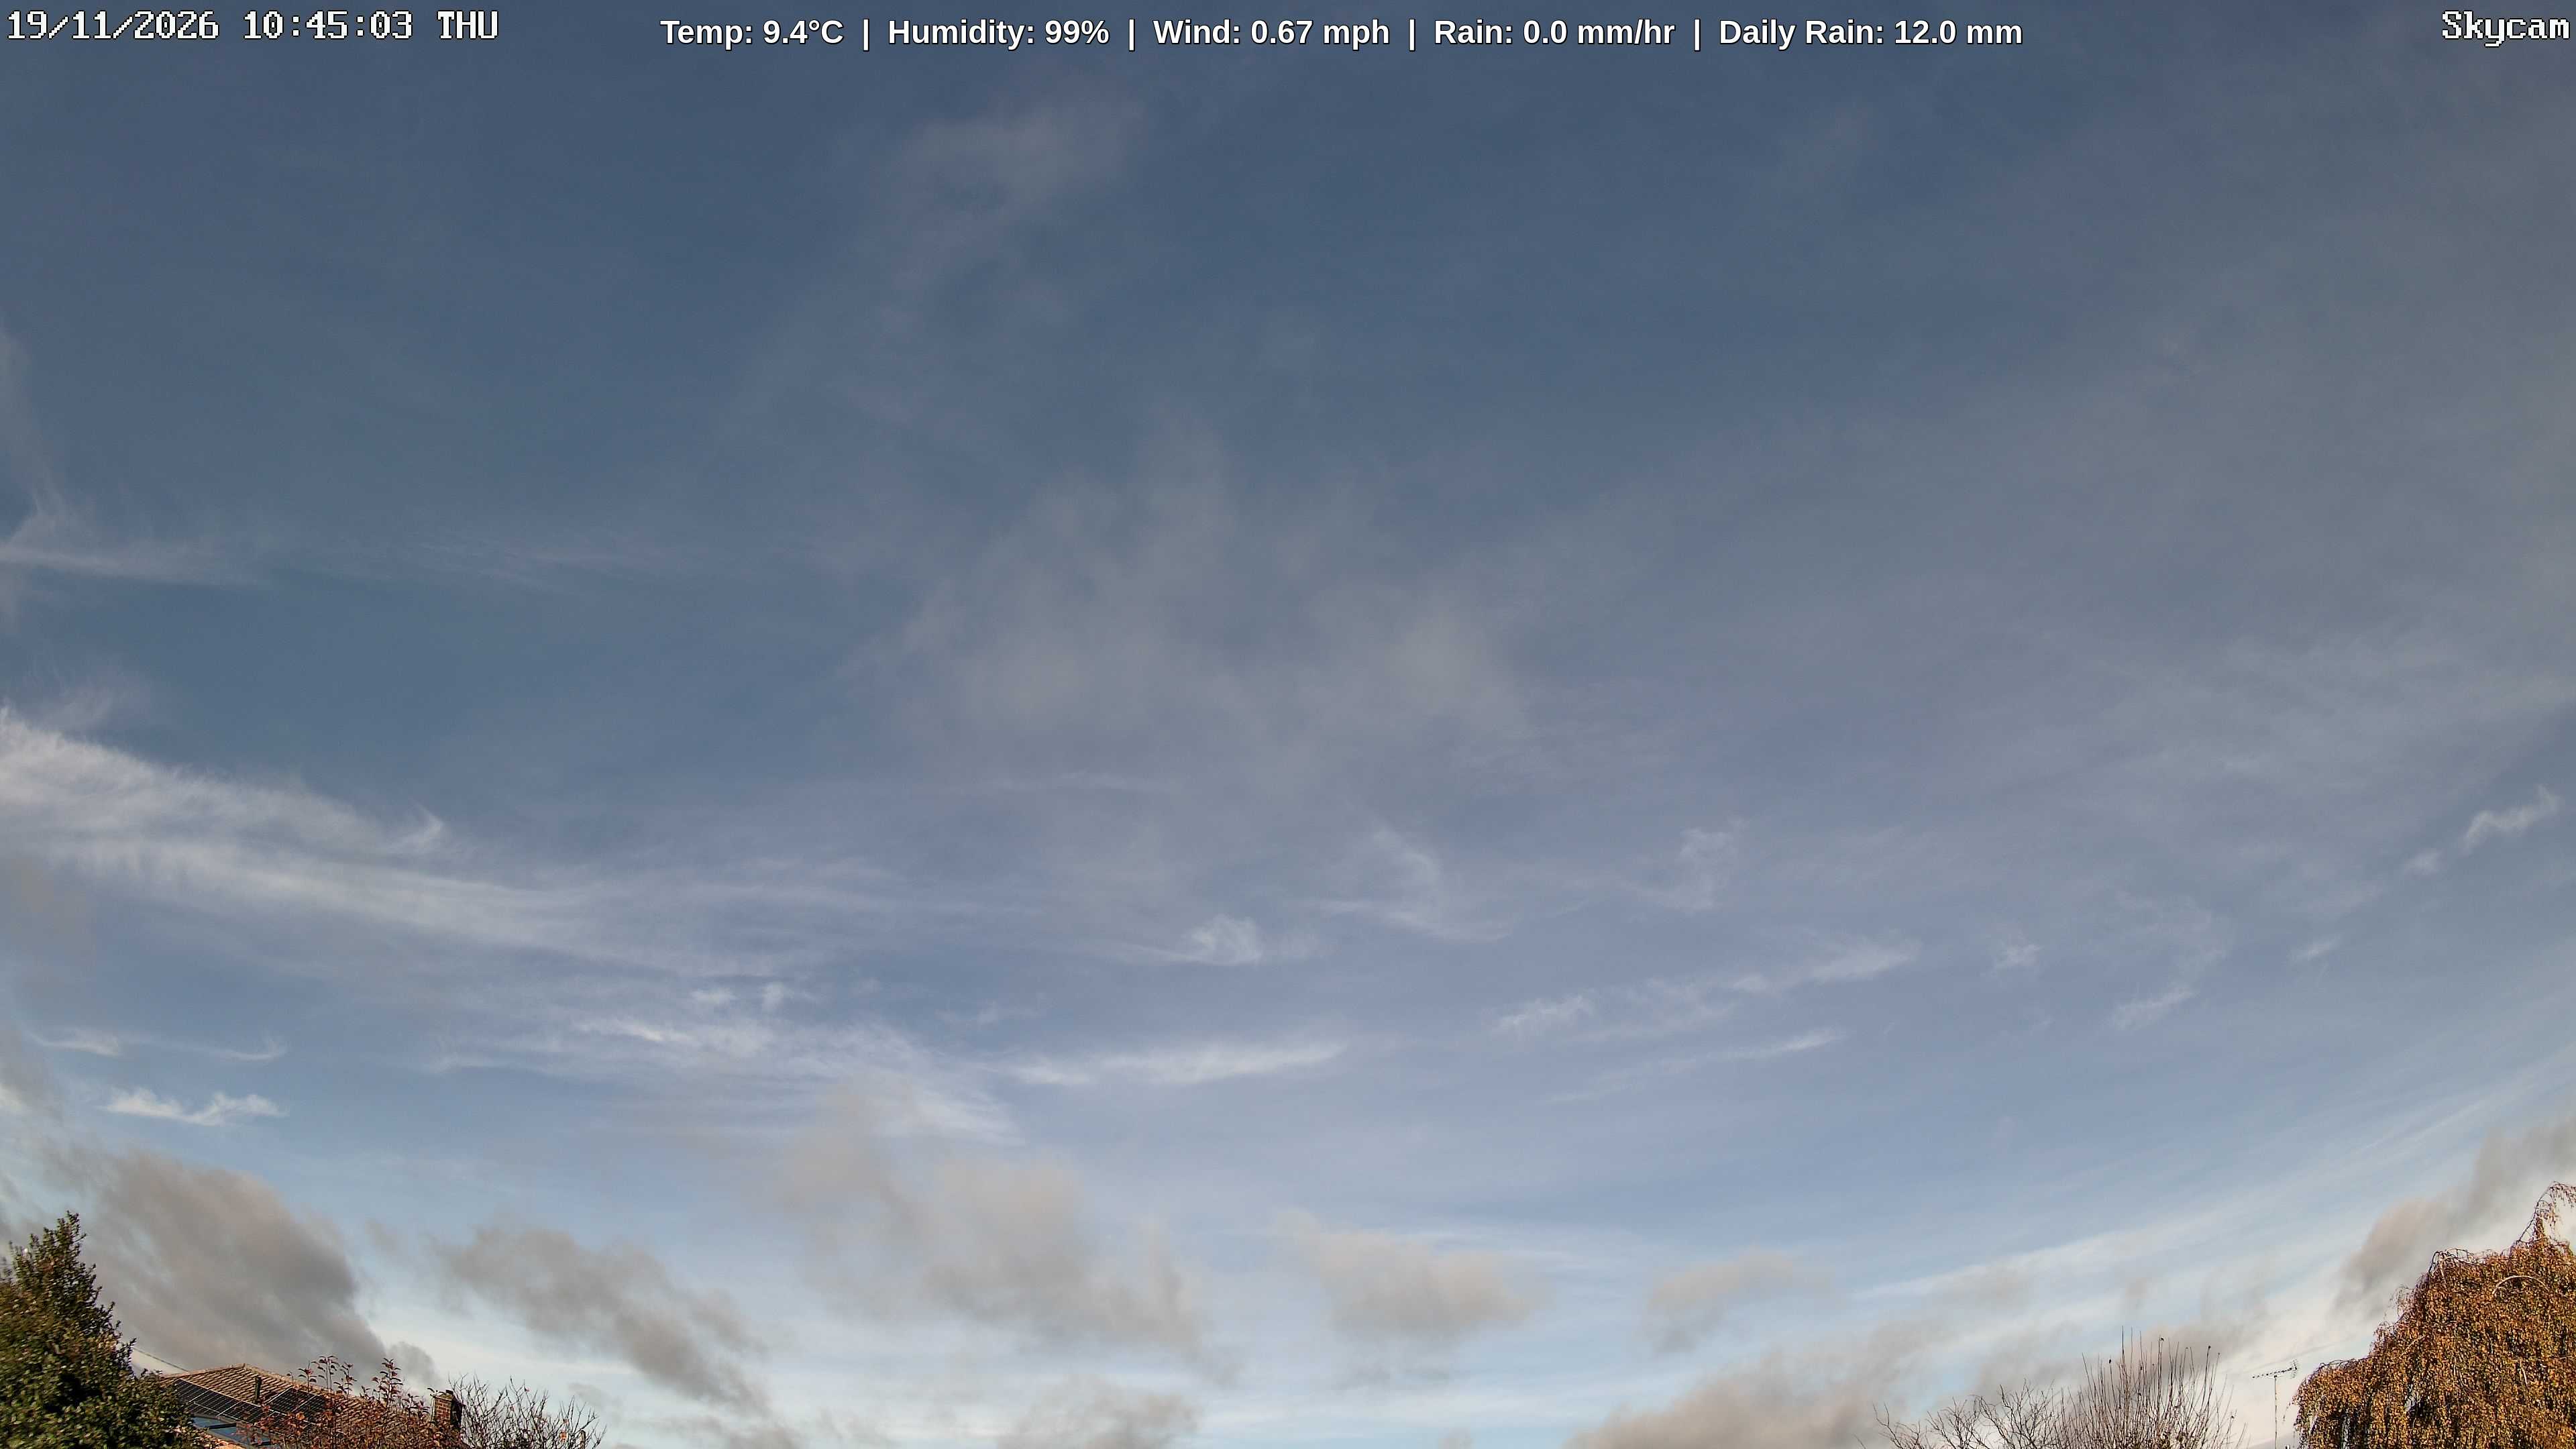 19/11/2026 10:45:03 THU
Temp: 9.4°C | Humidity: 99% | Wind: 0.67 mph | Rain: 0.0 mm/hr | Daily Rain: 12.0 mm
Skycam